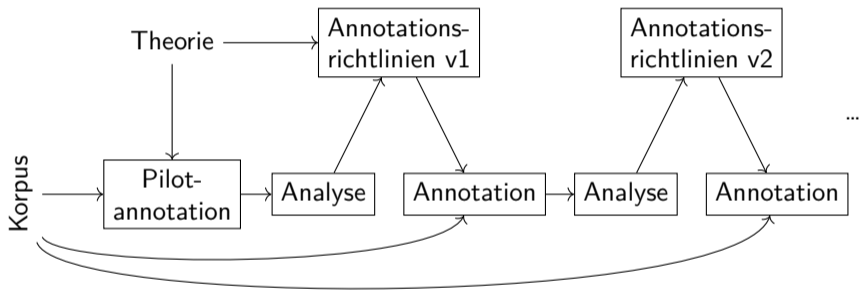 Theorie
Annotations-
richtlinien v1
Annotations-
richtlinien v2
...
Korpus
Pilot-
annotation
Analyse
Annotation
Analyse
Annotation